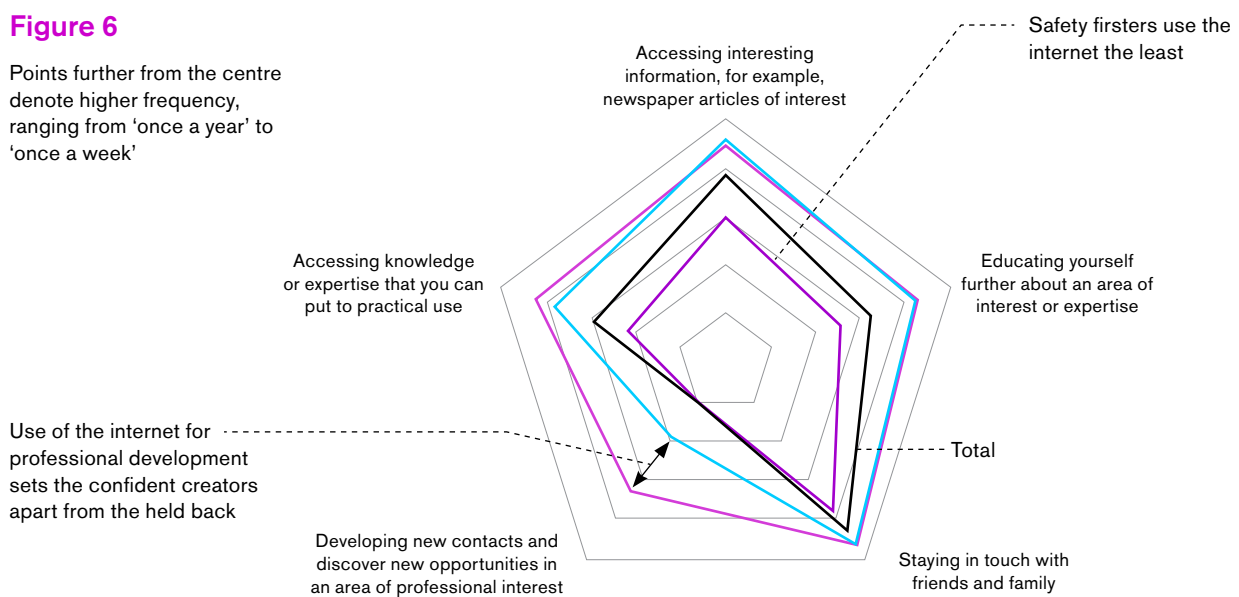 Figure 6
Points further from the centre
denote higher frequency,
ranging from ‘once a year’ to
‘once a week’
Accessing interesting
information, for example,
newspaper articles of interest
Safety firsters use the
internet the least
Accessing knowledge
or expertise that you can
put to practical use
Educating yourself
further about an area of
interest or expertise
Use of the internet for
professional development
sets the confident creators
apart from the held back
Total
Developing new contacts and
discover new opportunities in
an area of professional interest
Staying in touch with
friends and family